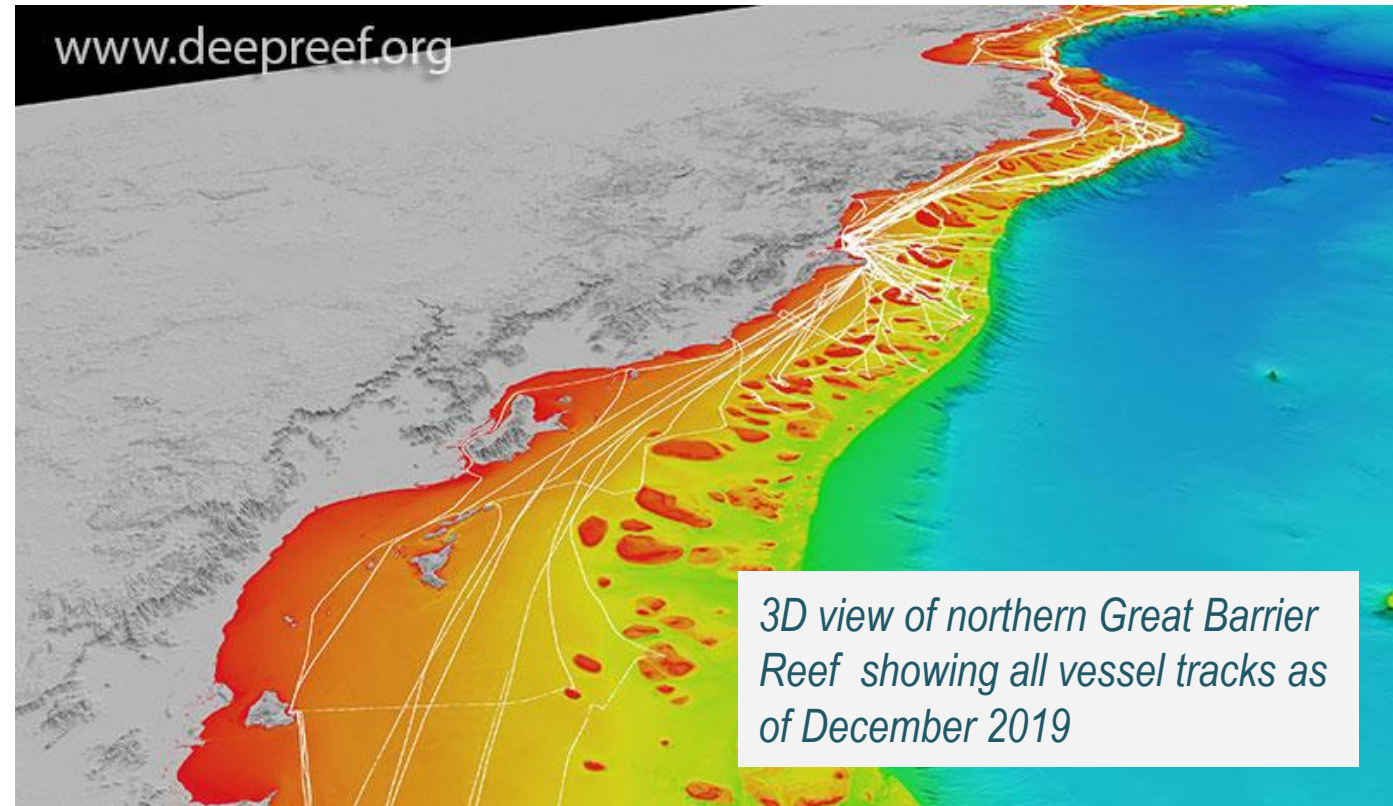 www.deepreef.org
3D view of northern Great Barrier
Reef  showing all vessel tracks as
of December 2019